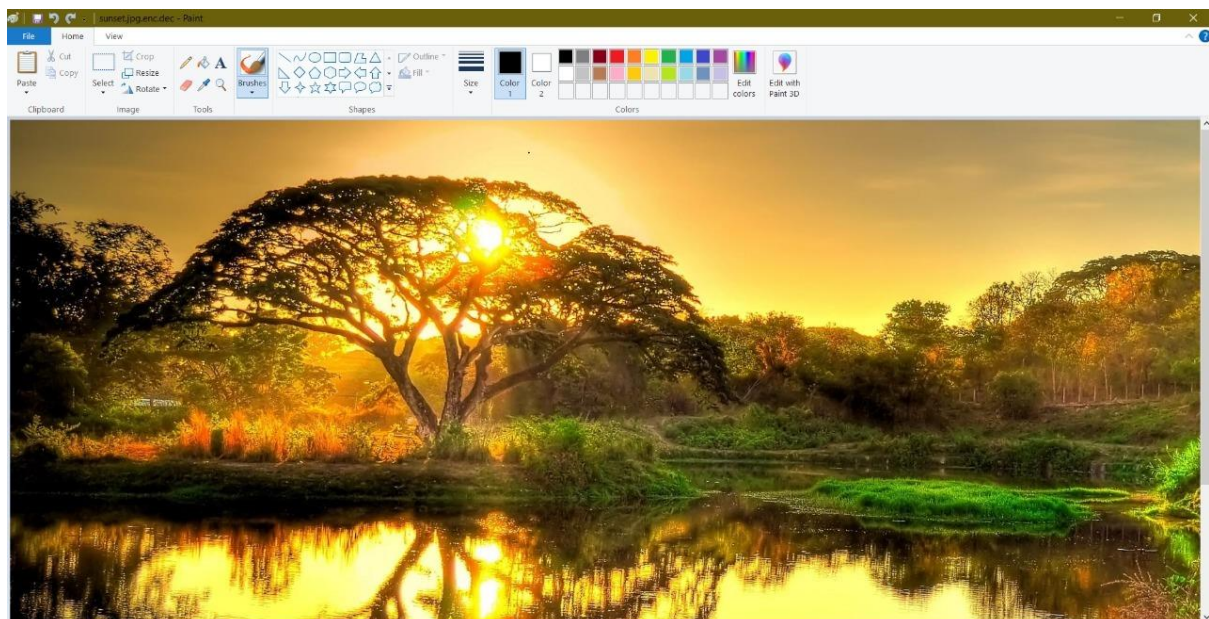 sunset.jpg.enc.dec - Paint
File Home View
Paste
Cut
Copy
Clipboard
Select
Crop
Resize
Rotate
Image
A
Tools
Brushes
Outline
Fill
Shapes
Size
Color 1
Color 2
Edit colors
Colors
Edit with Paint 3D
?